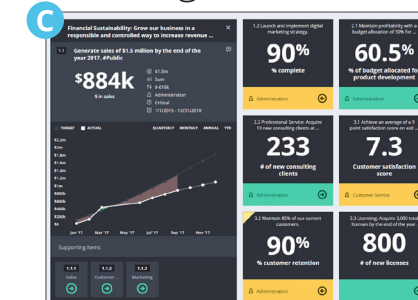 C
Financial Sustainability: Grow our business in a
responsible and controlled way to increase revenue ...
1.1 Generate sales of $1.5 million by the end of the
year 2017. #Public
$884k
$ in sales
$1.5m
Sum
Administration
Critical
1/1/2015 - 12/31/2018
TARGET ACTUAL
QUARTERLY MONTHLY ANNUAL YTD
$2.2m
$2m
$1.8m
$1.6m
$1.4m
$1.2m
$1m
$800k
$600k
$400k
$200k
$0
Jan '17 Mar '17 May '17 Jul '17 Sep '17 Nov '17
Supporting Items
1.1.1 Sales
1.1.2 Customer ...
1.1.3 Marketing
1.2 Launch and implement digital
marketing strategy.
90%
% complete
Administration
2.1 Maintain profitability with a
budget allocation of 50% for ...
60.5%
% of budget allocated for
product development
Administration
2.2 Professional Service: Acquire
10 new consulting clients at ...
233
# of new consulting
clients
Administration
3.1 Achieve an average of a 9
point satisfaction score on
7.3
Customer satisfaction
score
Customer Service
3.2 Maintain 85% of our current
customers.
90%
% customer retention
Administration
3.3 Licensing: Acquire 3,000 total
licenses by the end of the year.
800
# of new licenses